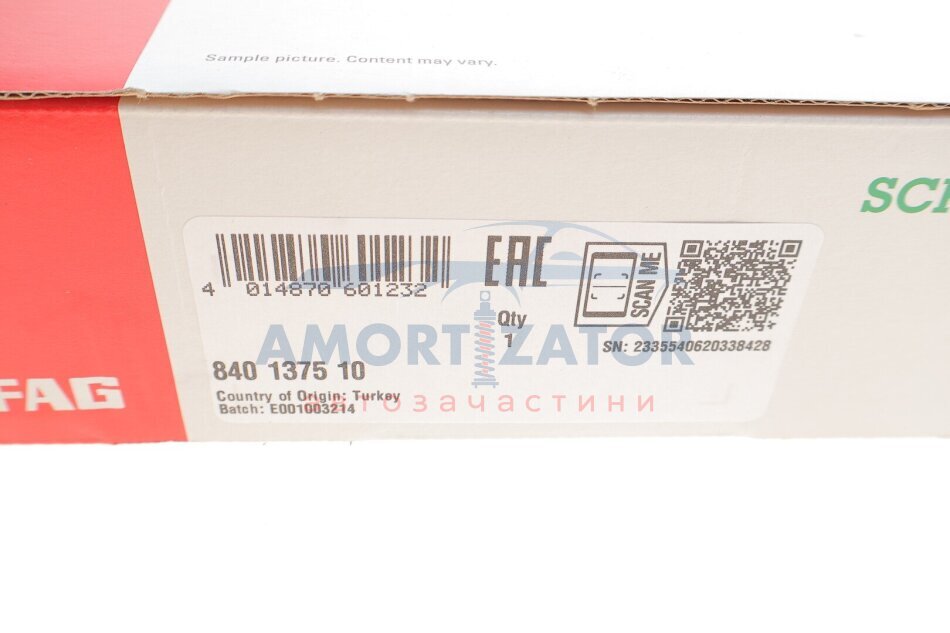 Sample picture. Content may vary.
SCH
EAC
SCAN ME
4 014870 601232
Qty
1
SN: 2335540620338428
AMORTIZATOR
840 1375 10
Country of Origin: Turkey
Batch: E001003214
автозачастини
FAG